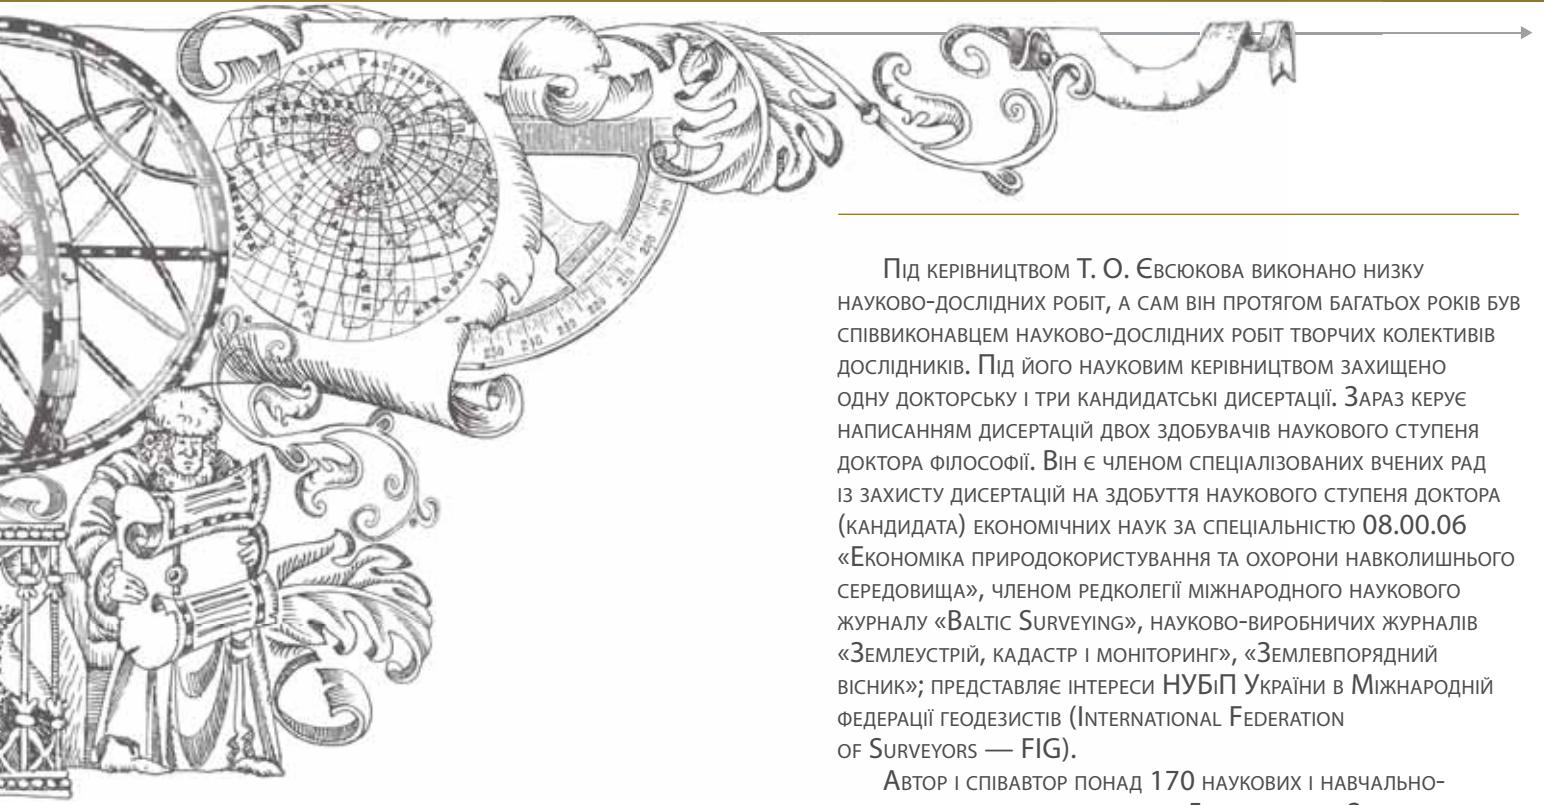 Під керівництвом Т. О. Євсюкова виконано низку
науково-дослідних робіт, а сам він протягом багатьох років був
співвиконавцем науково-дослідних робіт творчих колективів
дослідників. Під його науковим керівництвом захищено
одну докторську і три кандидатські дисертації. Зараз керує
написанням дисертацій двох здобувачів наукового ступеня
доктора філософії. Він є членом спеціалізованих вчених рад
із захисту дисертацій на здобуття наукового ступеня доктора
(кандидата) економічних наук за спеціальністю 08.00.06
«Економіка природокористування та охорони навколишнього
середовища», членом редколегії міжнародного наукового
журналу «Baltic Surveying», науково-виробничих журналів
«Землеустрій, кадастр і моніторинг», «Землевпорядний
вісник»; представляє інтереси НУБіП України в Міжнародній
федерації геодезистів (International Federation
of Surveyors — FIG).
Автор і співавтор понад 170 наукових і навчально-